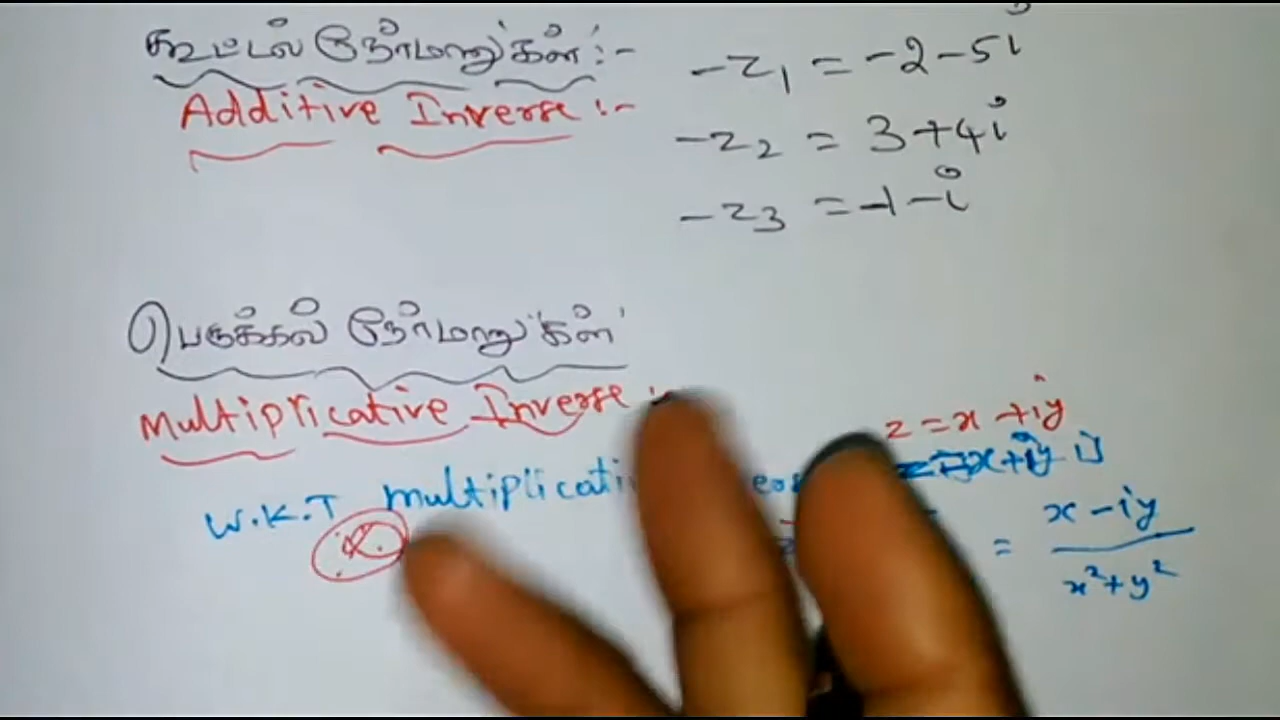 கூட்டல் நேர்மாறுகள் :-
Additive Inverse :-
-z₁ = -2-5i
-z₂ = 3+4i
-z₃ = -1-i
பெருக்கல் நேர்மாறுகள்
Multiplicative Inverse :-
z = x + iy
W.K.T multiplicati
= x - iy
x² + y²